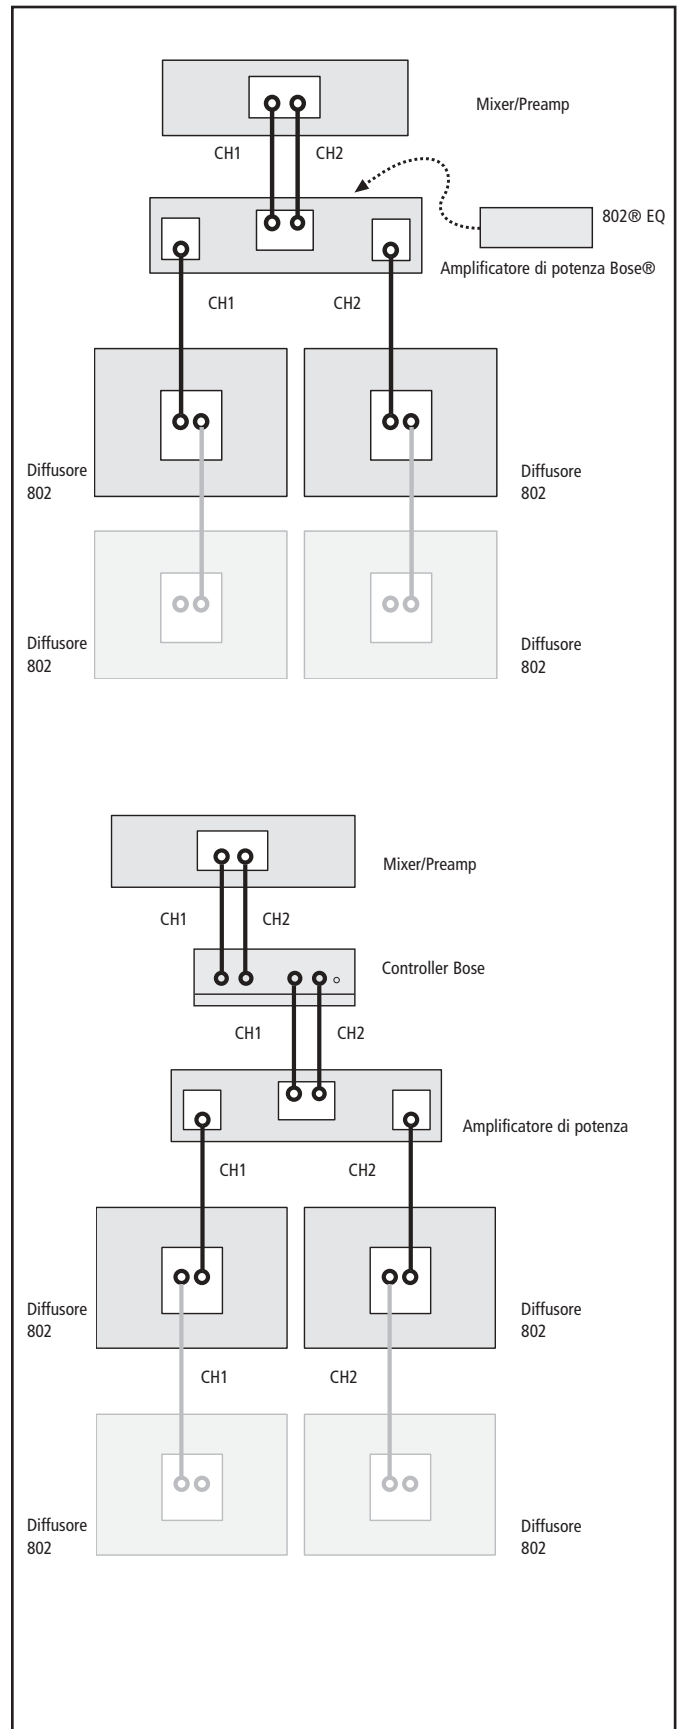 Mixer/Preamp
CH1
CH2
802® EQ
Amplificatore di potenza Bose®
CH1
CH2
Diffusore
802
Diffusore
802
Diffusore
802
Diffusore
802
Mixer/Preamp
CH1
CH2
Controller Bose
CH1
CH2
Amplificatore di potenza
CH1
CH2
Diffusore
802
Diffusore
802
CH1
CH2
Diffusore
802
Diffusore
802